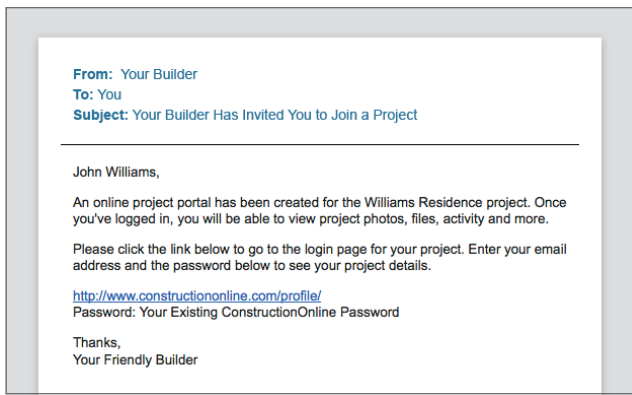 From: Your Builder
To: You
Subject: Your Builder Has Invited You to Join a Project
John Williams,
An online project portal has been created for the Williams Residence project. Once
you've logged in, you will be able to view project photos, files, activity and more.
Please click the link below to go to the login page for your project. Enter your email
address and the password below to see your project details.
http://www.constructiononline.com/profile/
Password: Your Existing ConstructionOnline Password
Thanks,
Your Friendly Builder